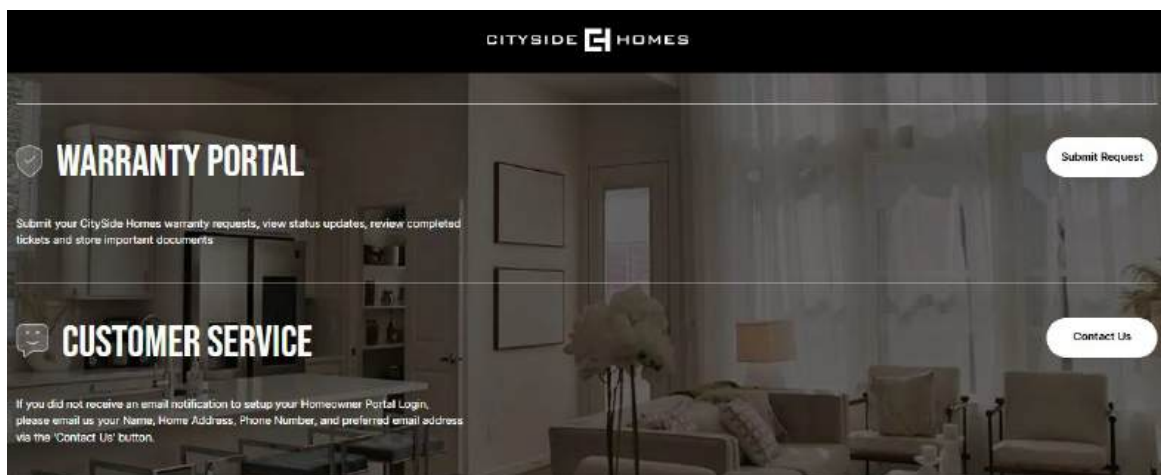 CITYSIDE HOMES
WARRANTY PORTAL
Submit Request
Submit your CitySide Homes warranty requests, view status updates, review completed
tickets and store important documents
CUSTOMER SERVICE
Contact Us
If you did not receive an email notification to setup your Homeowner Portal Login,
please email us your Name, Home Address, Phone Number, and preferred email address
via the 'Contact Us' button.